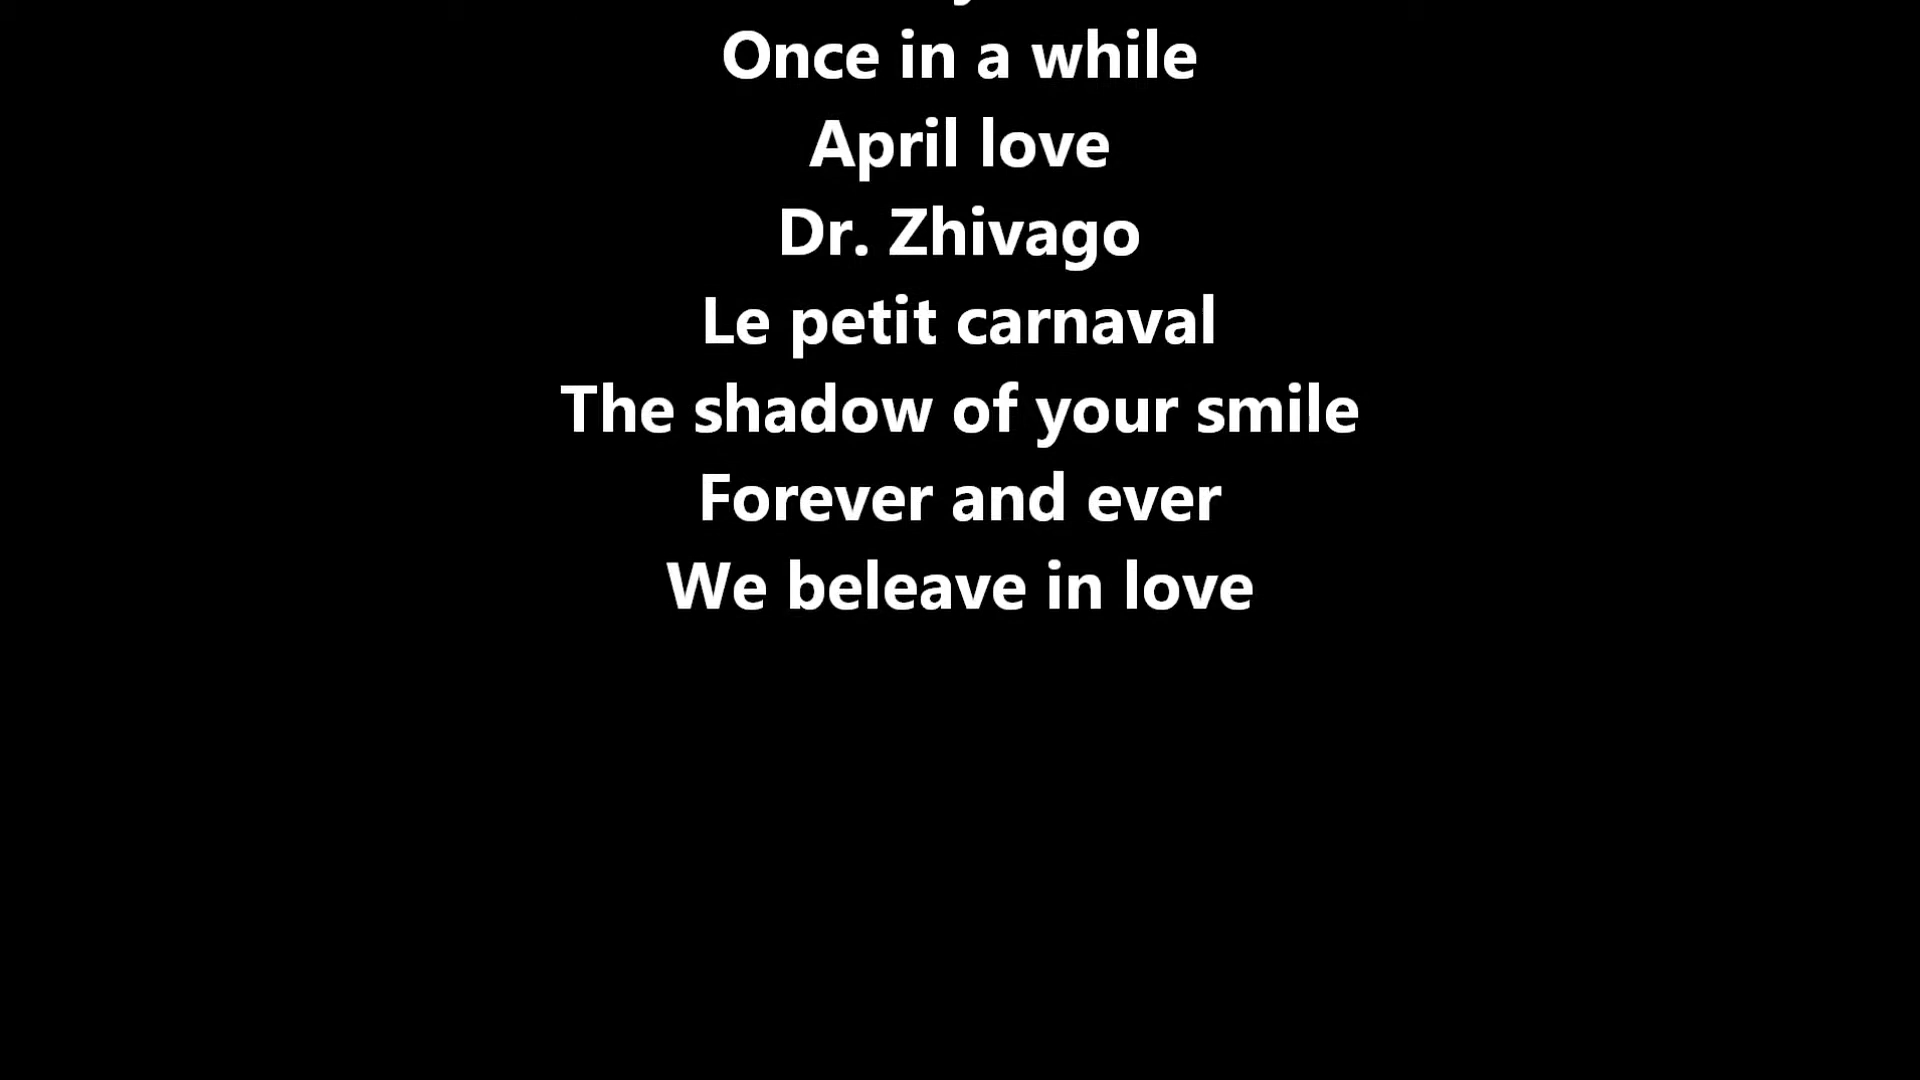 Once in a while
April love
Dr. Zhivago
Le petit carnaval
The shadow of your smile
Forever and ever
We beleave in love